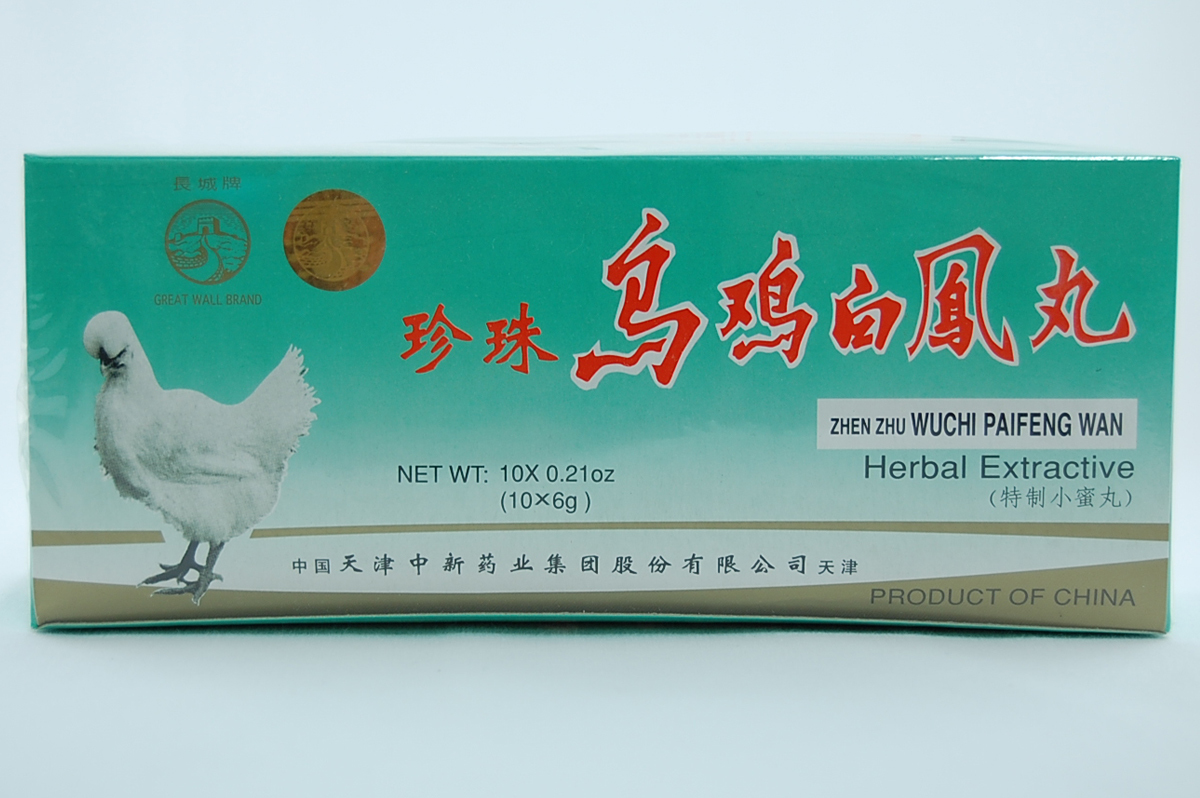 長城牌
GREAT WALL BRAND
珍珠 乌鸡白鳳丸
ZHEN ZHU WUCHI PAIFENG WAN
Herbal Extractive
(特制小蜜丸)
NET WT: 10X 0.21oz
(10×6g)
中国天津中新药业集团股份有限公司 天津
PRODUCT OF CHINA